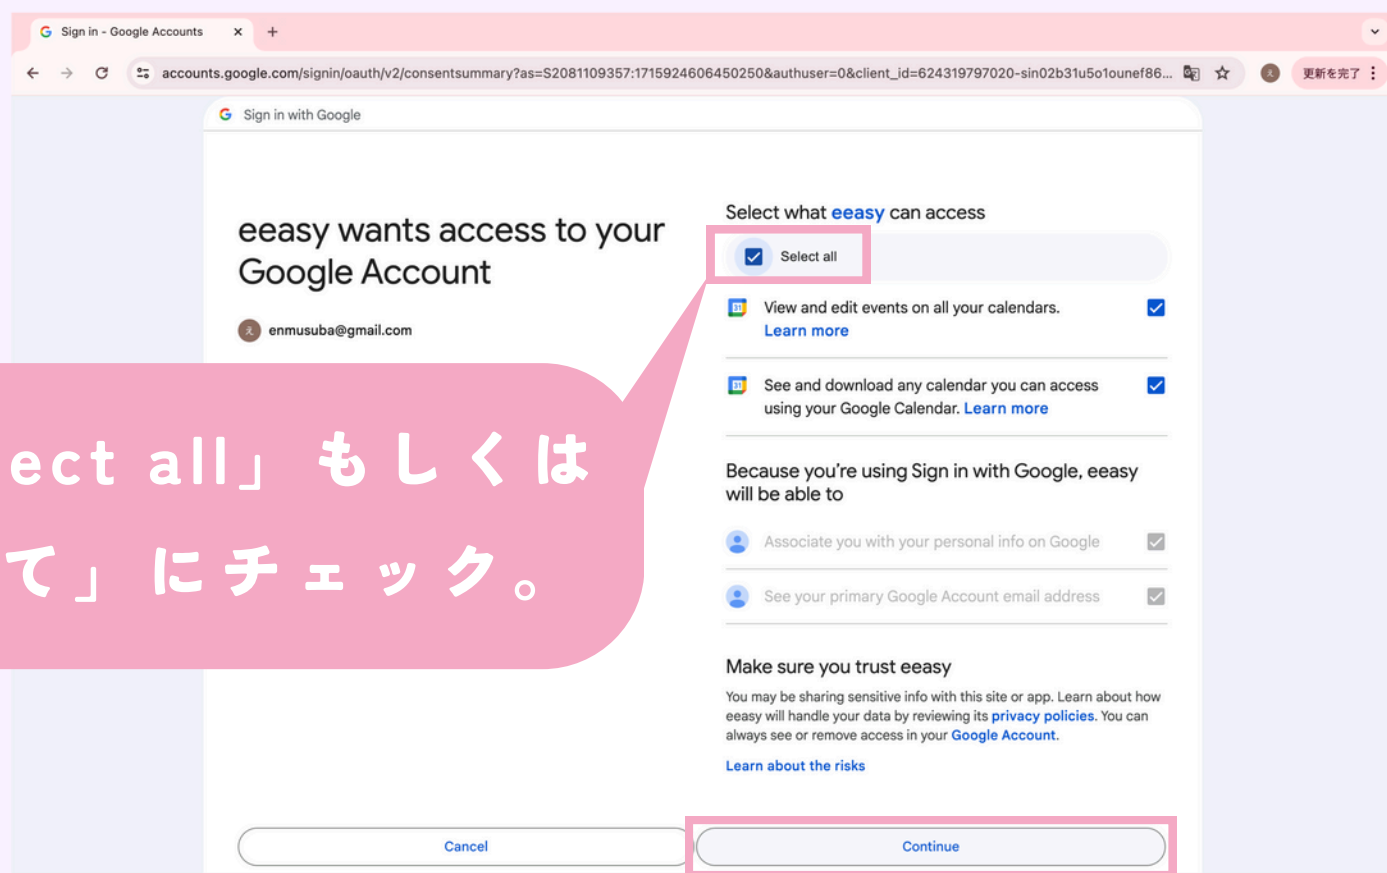 Sign in - Google Accounts
accounts.google.com/signin/oauth/v2/consentsummary?as=S2081109357:1715924606450250&authuser=0&client_id=624319797020-sin02b31u5o1ounef86...
え
更新を完了
Sign in with Google
eeasy wants access to your
Google Account
え enmusuba@gmail.com
Select what eeasy can access
Select all
31 View and edit events on all your calendars.
Learn more
31 See and download any calendar you can access
using your Google Calendar. Learn more
ect all」もしくは
て」にチェック。
Because you're using Sign in with Google, eeasy
will be able to
Associate you with your personal info on Google
See your primary Google Account email address
Make sure you trust eeasy
You may be sharing sensitive info with this site or app. Learn about how
eeasy will handle your data by reviewing its privacy policies. You can
always see or remove access in your Google Account.
Learn about the risks
Cancel
Continue